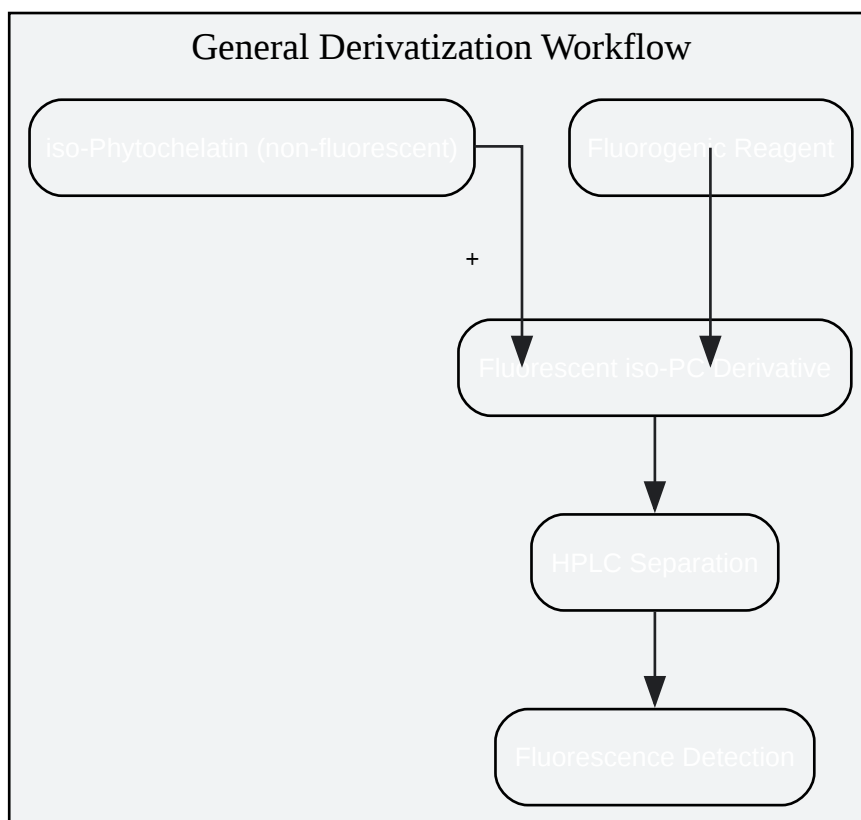 General Derivatization Workflow
iso-Phytochelatin (non-fluorescent)
Fluorogenic Reagent
+
Fluorescent iso-PC Derivative
HPLC Separation
Fluorescence Detection